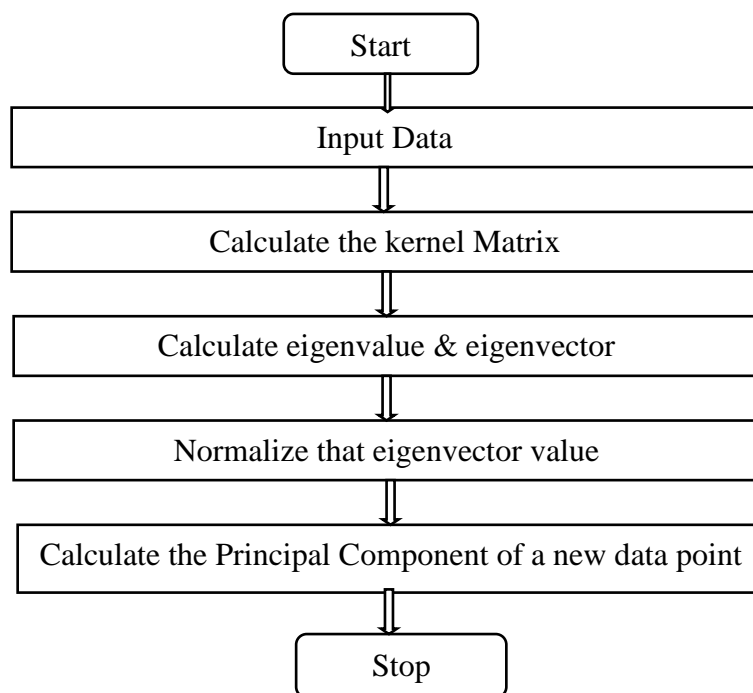 Start
Input Data
Calculate the kernel Matrix
Calculate eigenvalue & eigenvector
Normalize that eigenvector value
Calculate the Principal Component of a new data point
Stop